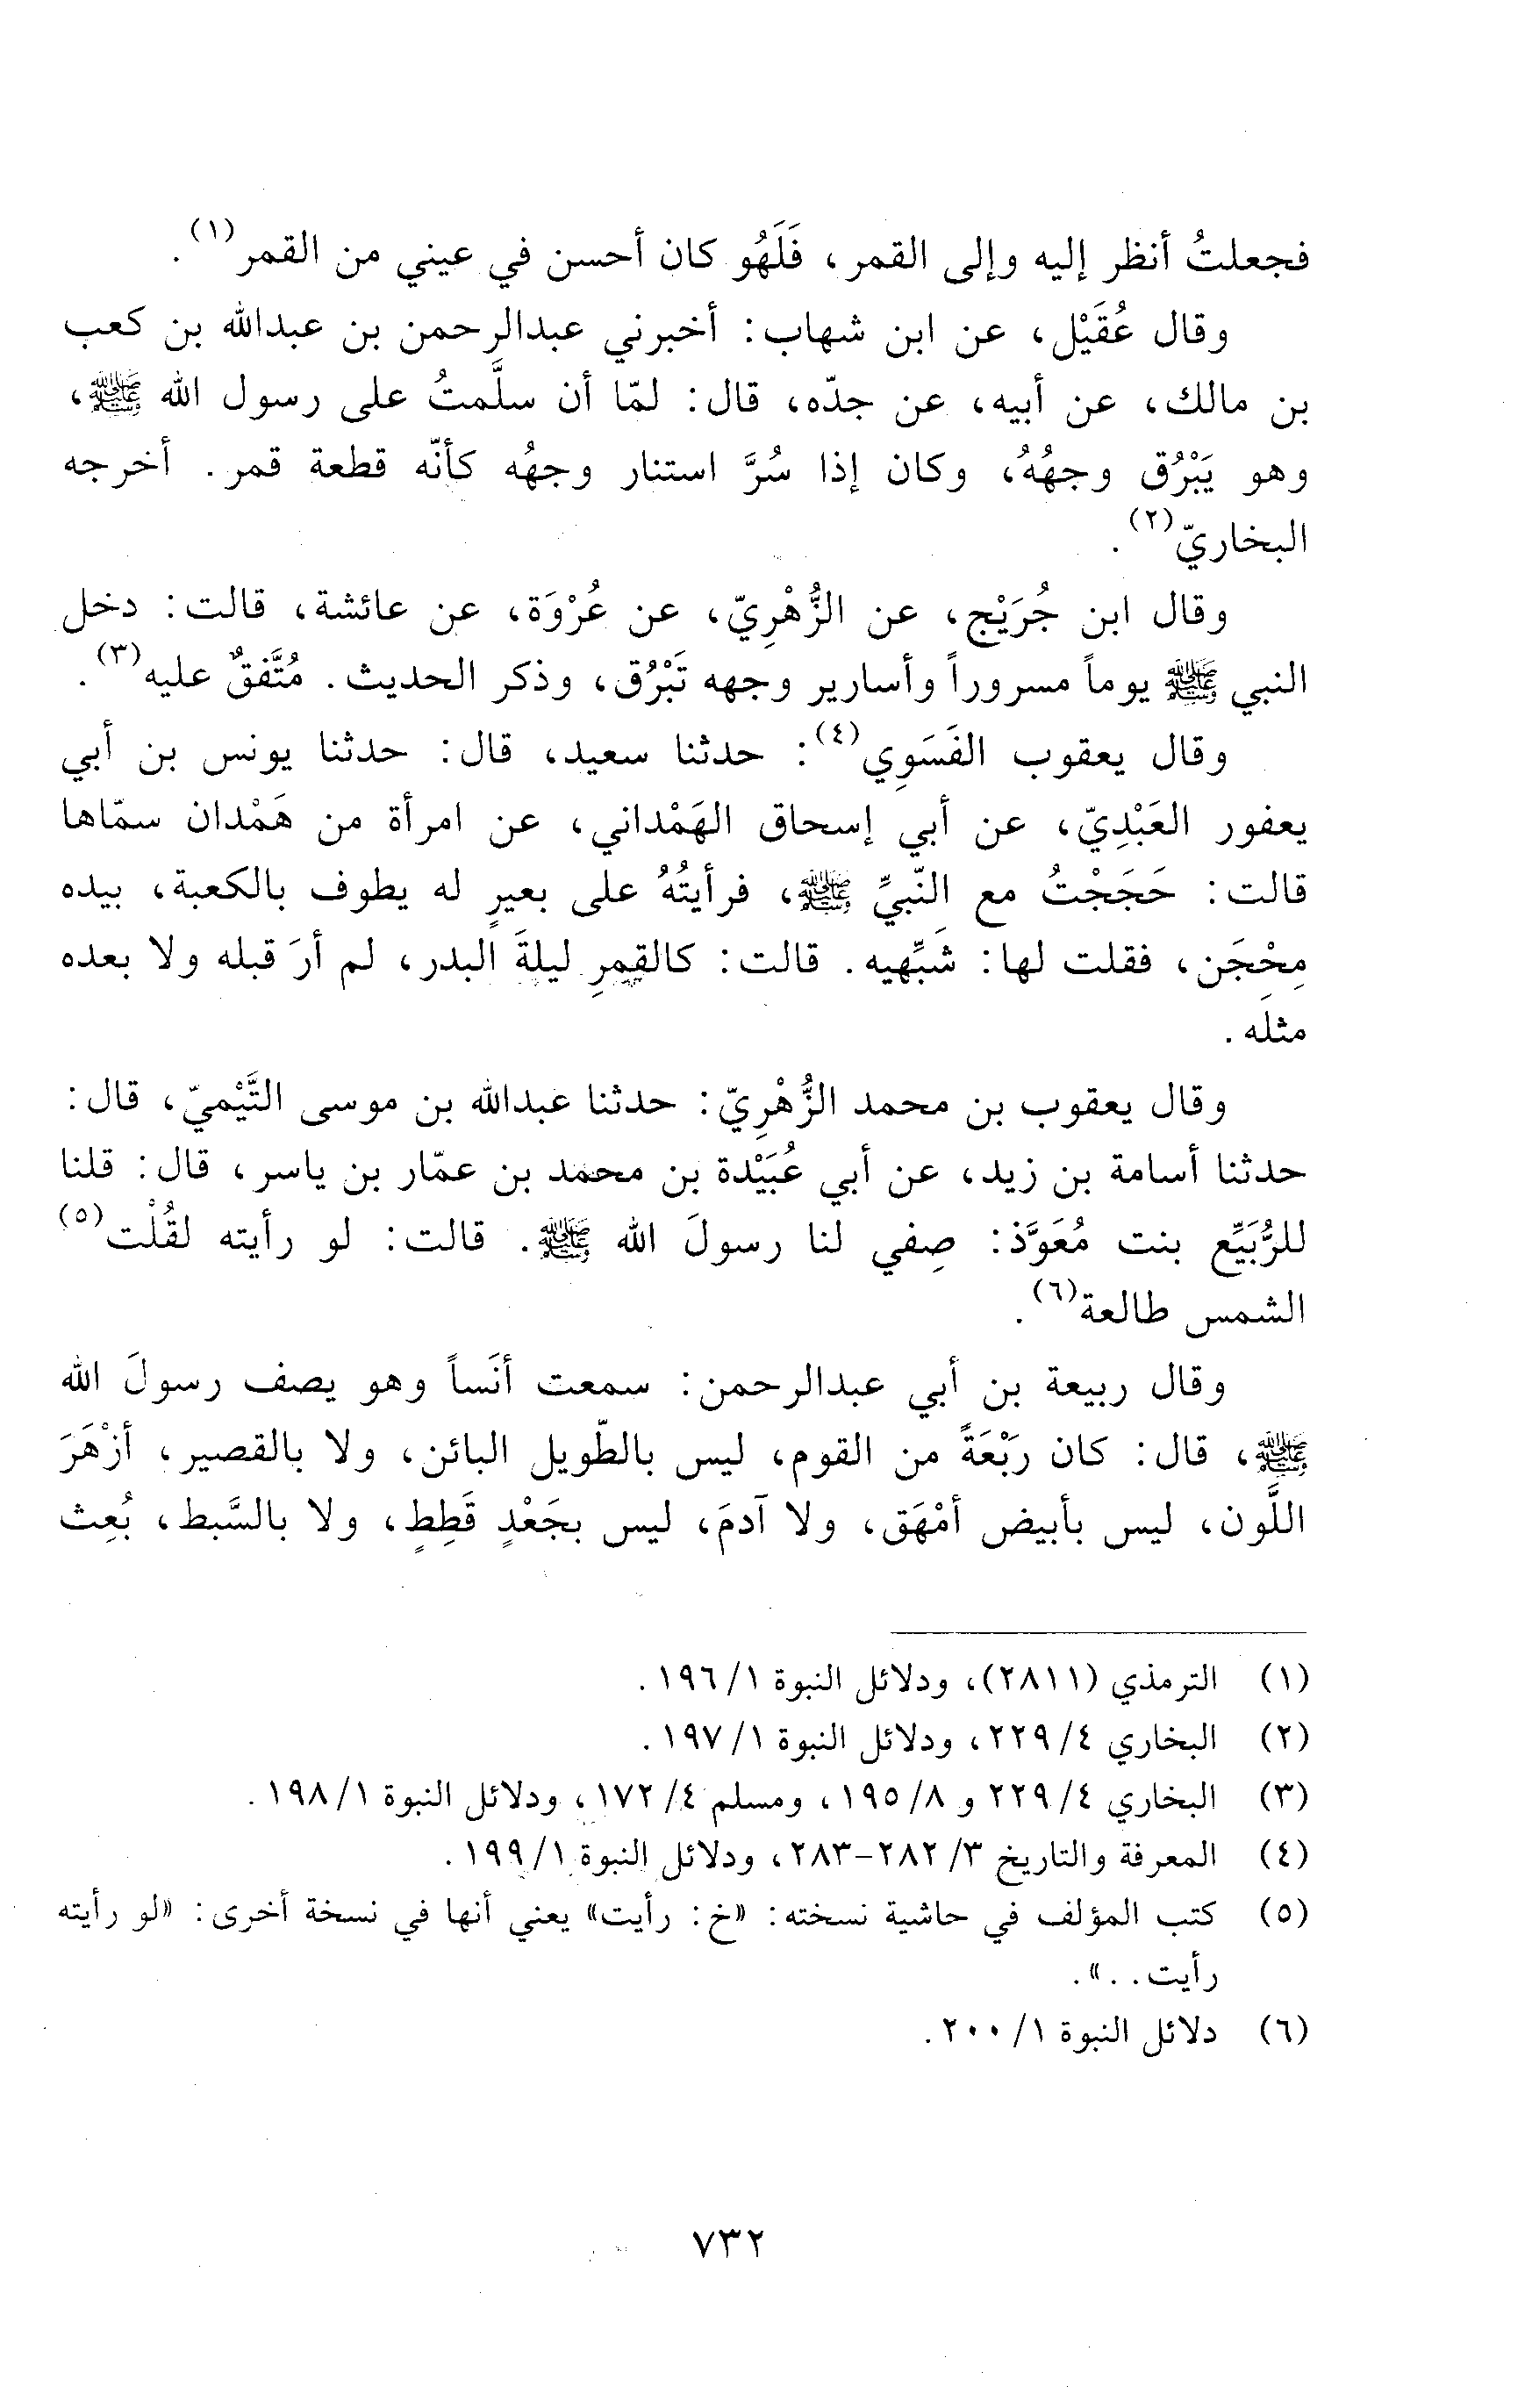 فجعلتُ أنظر إليه وإلى القمر، فَلَهُو كان أحسن في عيني من القمر(١).
وقال عُقَيْل، عن ابن شهاب: أخبرني عبدالرحمن بن عبدالله بن كعب
بن مالك، عن أبيه، عن جدّه، قال: لمّا أن سلَّمتُ على رسول الله ﷺ،
وهو يَبْرُق وجهُهُ، وكان إذا سُرَّ استنار وجهُه كأنّه قطعة قمر. أخرجه
البخاريّ(٢).
وقال ابن جُرَيْج، عن الزُّهْرِيّ، عن عُرْوَة، عن عائشة، قالت: دخل
النبي ﷺ يوماً مسروراً وأسارير وجهه تَبْرُق، وذكر الحديث. مُتَّفقٌ عليه(٣).
وقال يعقوب الفَسَوِي(٤): حدثنا سعيد، قال: حدثنا يونس بن أبي
يعفور العَبْدِيّ، عن أبي إسحاق الهَمْداني، عن امرأة من هَمْدان سمّاها
قالت: حَجَجْتُ مع النّبيِّ ﷺ، فرأيتُهُ على بعيرٍ له يطوف بالكعبة، بيده
مِحْجَن، فقلت لها: شَبِّهيه. قالت: كالقمرِ ليلةَ البدر، لم أرَ قبله ولا بعده
مثلَه.
وقال يعقوب بن محمد الزُّهْرِيّ: حدثنا عبدالله بن موسى التَّيْميّ، قال:
حدثنا أسامة بن زيد، عن أبي عُبَيْدة بن محمد بن عمّار بن ياسر، قال: قلنا
للرُّبَيِّع بنت مُعَوَّذ: صِفي لنا رسولَ الله ﷺ. قالت: لو رأيته لقُلْت(٥)
الشمس طالعة(٦).
وقال ربيعة بن أبي عبدالرحمن: سمعت أنَساً وهو يصف رسولَ الله
ﷺ، قال: كان رَبْعَةً من القوم، ليس بالطّويل البائن، ولا بالقصير، أزْهَرَ
اللَّون، ليس بأبيض أمْهَق، ولا آدمَ، ليس بجَعْدٍ قَطِطٍ، ولا بالسَّبط، بُعِث
(١) الترمذي (٢٨١١)، ودلائل النبوة ١/ ١٩٦.
(٢) البخاري ٤/ ٢٢٩، ودلائل النبوة ١/ ١٩٧.
(٣) البخاري ٤/ ٢٢٩ و ٨/ ١٩٥، ومسلم ٤/ ١٧٢، ودلائل النبوة ١/ ١٩٨.
(٤) المعرفة والتاريخ ٣/ ٢٨٢-٢٨٣، ودلائل النبوة ١/ ١٩٩.
(٥) كتب المؤلف في حاشية نسخته: «خ: رأيت» يعني أنها في نسخة أخرى: «لو رأيته
رأيت..».
(٦) دلائل النبوة ١/ ٢٠٠.
٧٣٢